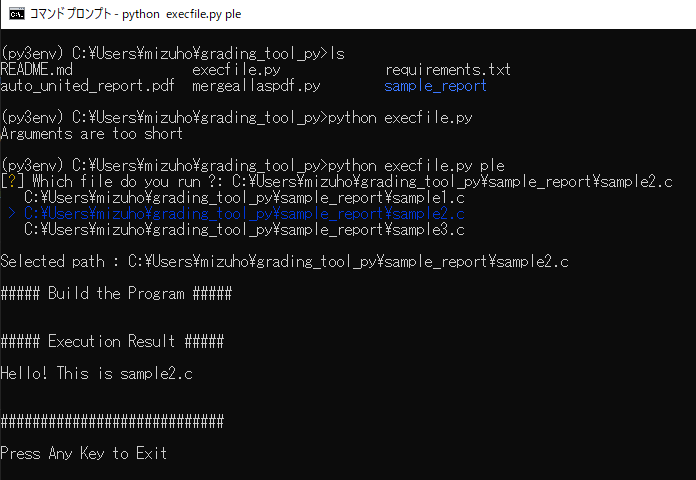 コマンド プロンプト - python  execfile.py ple
(py3env) C:¥Users¥mizuho¥grading_tool_py>ls
README.md               execfile.py             requirements.txt
auto_united_report.pdf  mergeallaspdf.py        sample_report
(py3env) C:¥Users¥mizuho¥grading_tool_py>python execfile.py
Arguments are too short
(py3env) C:¥Users¥mizuho¥grading_tool_py>python execfile.py ple
[?] Which file do you run ?: C:¥Users¥mizuho¥grading_tool_py¥sample_report¥sample2.c
   C:¥Users¥mizuho¥grading_tool_py¥sample_report¥sample1.c
 > C:¥Users¥mizuho¥grading_tool_py¥sample_report¥sample2.c
   C:¥Users¥mizuho¥grading_tool_py¥sample_report¥sample3.c
Selected path : C:¥Users¥mizuho¥grading_tool_py¥sample_report¥sample2.c
##### Build the Program #####
##### Execution Result #####
Hello! This is sample2.c
############################
Press Any Key to Exit